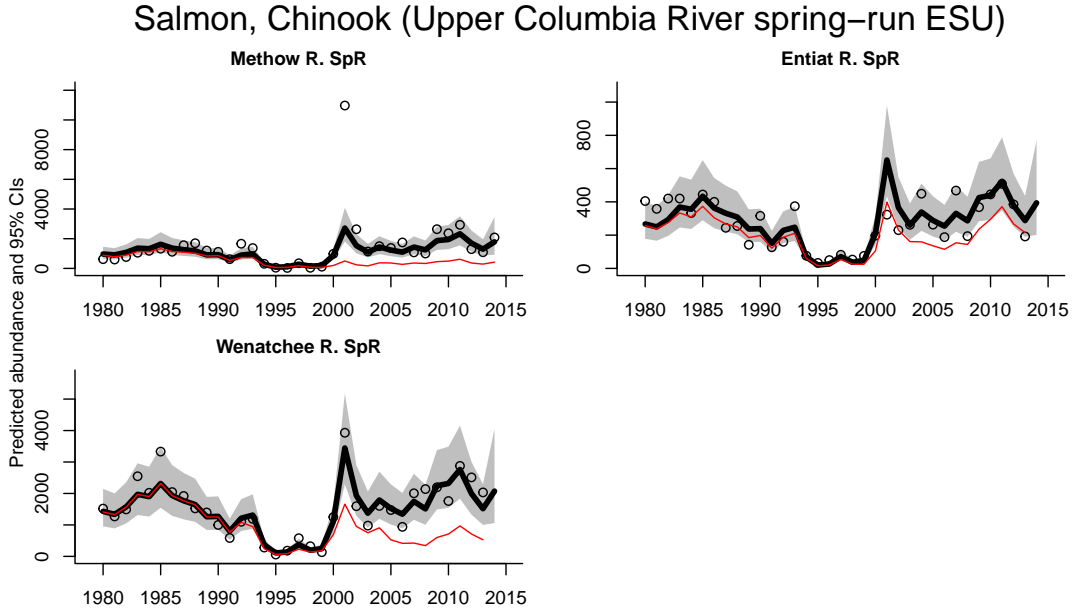 Salmon, Chinook (Upper Columbia River spring−run ESU)
Methow R. SpR
Entiat R. SpR
Predicted abundance and 95% CIs
0 4000 8000
1980 1985 1990 1995 2000 2005 2010 2015
0 400 800
1980 1985 1990 1995 2000 2005 2010 2015
Wenatchee R. SpR
0 2000 4000
1980 1985 1990 1995 2000 2005 2010 2015